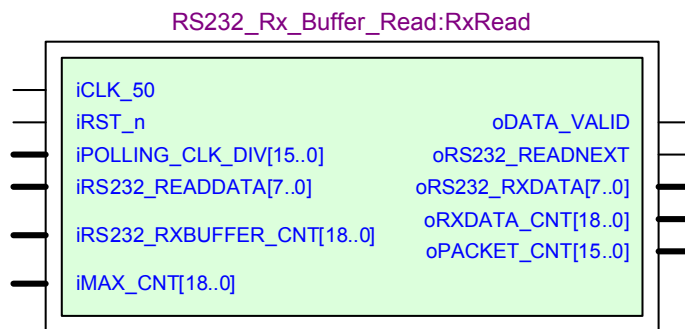 RS232_Rx_Buffer_Read:RxRead
iCLK_50
iRST_n
iPOLLING_CLK_DIV[15..0]
iRS232_READDATA[7..0]
iRS232_RXBUFFER_CNT[18..0]
iMAX_CNT[18..0]
oDATA_VALID
oRS232_READNEXT
oRS232_RXDATA[7..0]
oRXDATA_CNT[18..0]
oPACKET_CNT[15..0]